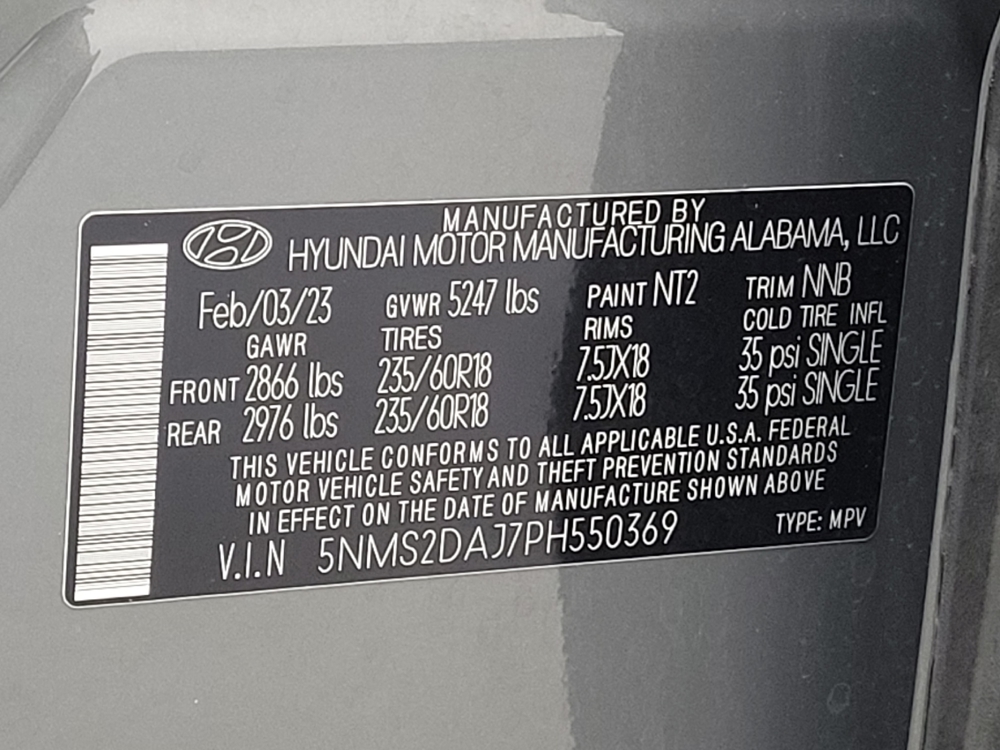 MANUFACTURED BY
HYUNDAI MOTOR MANUFACTURING ALABAMA, LLC
Feb/03/23 GVWR 5247 lbs PAINT NT2 TRIM NNB
GAWR TIRES RIMS COLD TIRE INFL
FRONT 2866 lbs 235/60R18 7.5JX18 35 psi SINGLE
REAR 2976 lbs 235/60R18 7.5JX18 35 psi SINGLE
THIS VEHICLE CONFORMS TO ALL APPLICABLE U.S.A. FEDERAL
MOTOR VEHICLE SAFETY AND THEFT PREVENTION STANDARDS
IN EFFECT ON THE DATE OF MANUFACTURE SHOWN ABOVE
V.I.N 5NMS2DAJ7PH550369 TYPE: MPV